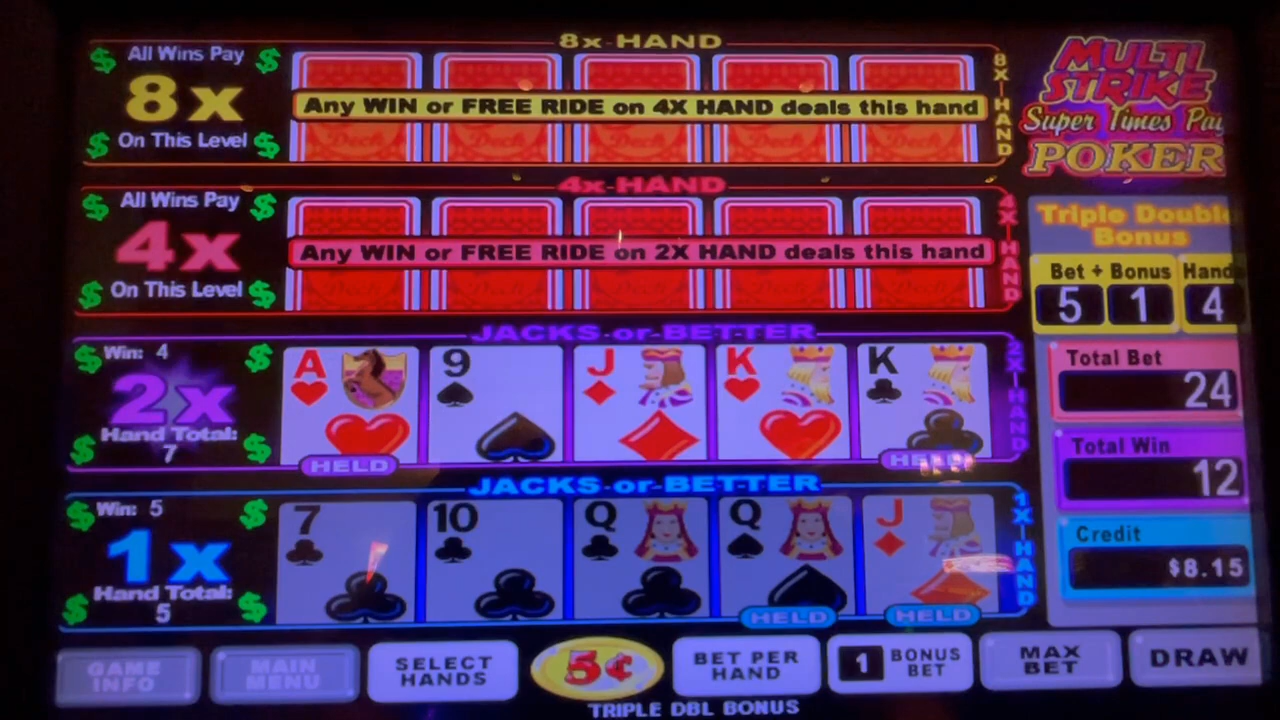 8x-HAND
All Wins Pay
8x
On This Level
Any WIN or FREE RIDE on 4X HAND deals this hand
8X-HAND
MULTI
STRIKE
Super Times Pay
POKER
4x-HAND
All Wins Pay
4x
On This Level
Any WIN or FREE RIDE on 2X HAND deals this hand
4X-HAND
Triple Double
Bonus
Bet + Bonus Hand
5 1 4
JACKS-or-BETTER
Win: 4
2x
Hand Total:
7
A 9 J K K
HELD HELD
2X-HAND
Total Bet
24
Total Win
12
JACKS-or-BETTER
Win: 5
1x
Hand Total:
5
7 10 Q Q J
HELD HELD
1X-HAND
Credit
$8.15
GAME
INFO
MAIN
MENU
SELECT
HANDS
5¢
BET PER
HAND
1 BONUS
BET
MAX
BET
DRAW
TRIPLE DBL BONUS